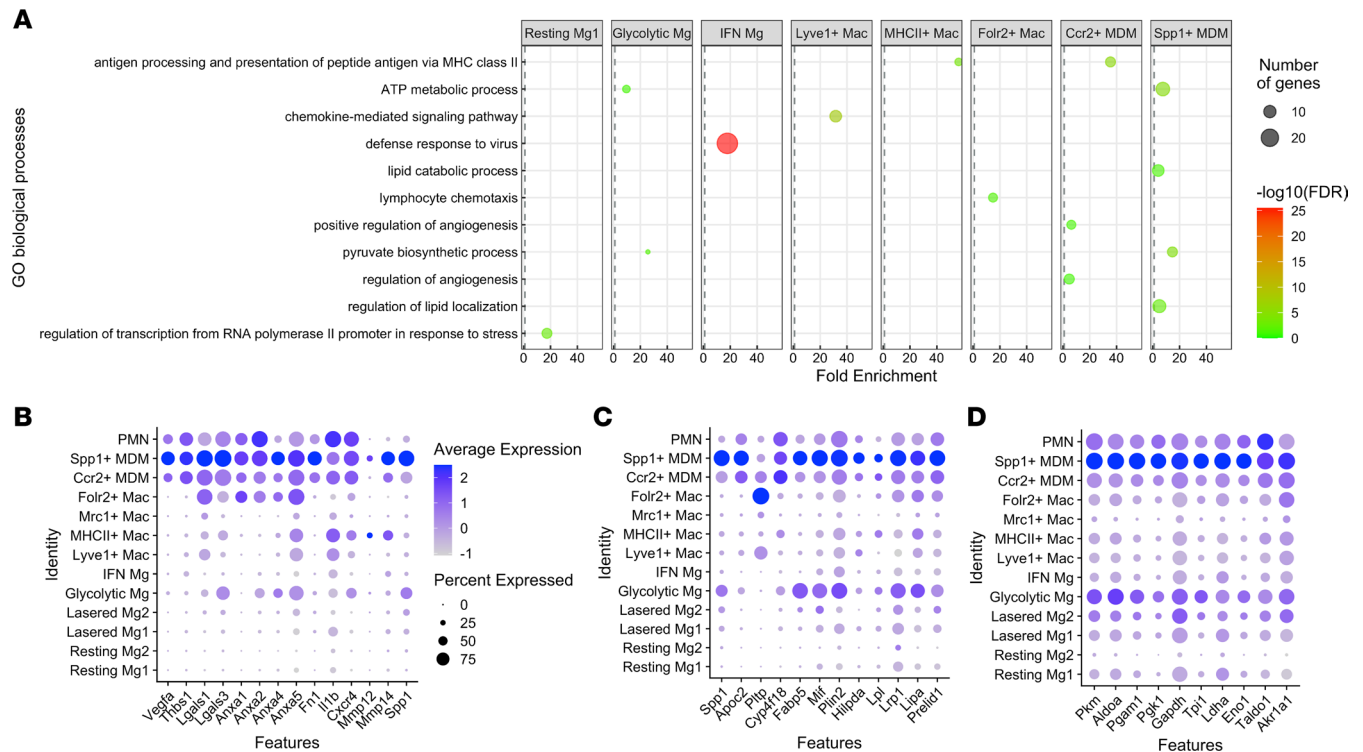 A
Resting Mg1 Glycolytic Mg IFN Mg Lyve1+ Mac MHCII+ Mac Folr2+ Mac Ccr2+ MDM Spp1+ MDM
GO biological processes
antigen processing and presentation of peptide antigen via MHC class II
ATP metabolic process
chemokine-mediated signaling pathway
defense response to virus
lipid catabolic process
lymphocyte chemotaxis
positive regulation of angiogenesis
pyruvate biosynthetic process
regulation of angiogenesis
regulation of lipid localization
regulation of transcription from RNA polymerase II promoter in response to stress
0 20 40 0 20 40 0 20 40 0 20 40 0 20 40 0 20 40 0 20 40 0 20 40
Fold Enrichment
Number
of genes
10
20
-log10(FDR)
25
20
15
10
5
0
B
Identity
PMN
Spp1+ MDM
Ccr2+ MDM
Folr2+ Mac
Mrc1+ Mac
MHCII+ Mac
Lyve1+ Mac
IFN Mg
Glycolytic Mg
Lasered Mg2
Lasered Mg1
Resting Mg2
Resting Mg1
Vegfa Thbs1 Lgals1 Lgals3 Anxa1 Anxa2 Anxa4 Anxa5 Fn1 Il1b Cxcr4 Mmp12 Mmp14 Spp1
Features
Average Expression
2
1
0
-1
Percent Expressed
0
25
50
75
C
Identity
PMN
Spp1+ MDM
Ccr2+ MDM
Folr2+ Mac
Mrc1+ Mac
MHCII+ Mac
Lyve1+ Mac
IFN Mg
Glycolytic Mg
Lasered Mg2
Lasered Mg1
Resting Mg2
Resting Mg1
Spp1 Apoc2 Pltp Cyp4f18 Fabp5 Mif Plin2 Hilpda Lpl Lrp1 Lipa Prelid1
Features
D
Identity
PMN
Spp1+ MDM
Ccr2+ MDM
Folr2+ Mac
Mrc1+ Mac
MHCII+ Mac
Lyve1+ Mac
IFN Mg
Glycolytic Mg
Lasered Mg2
Lasered Mg1
Resting Mg2
Resting Mg1
Pkm Aldoa Pgam1 Pgk1 Gapdh Tpi1 Ldha Eno1 Taldo1 Akr1a1
Features